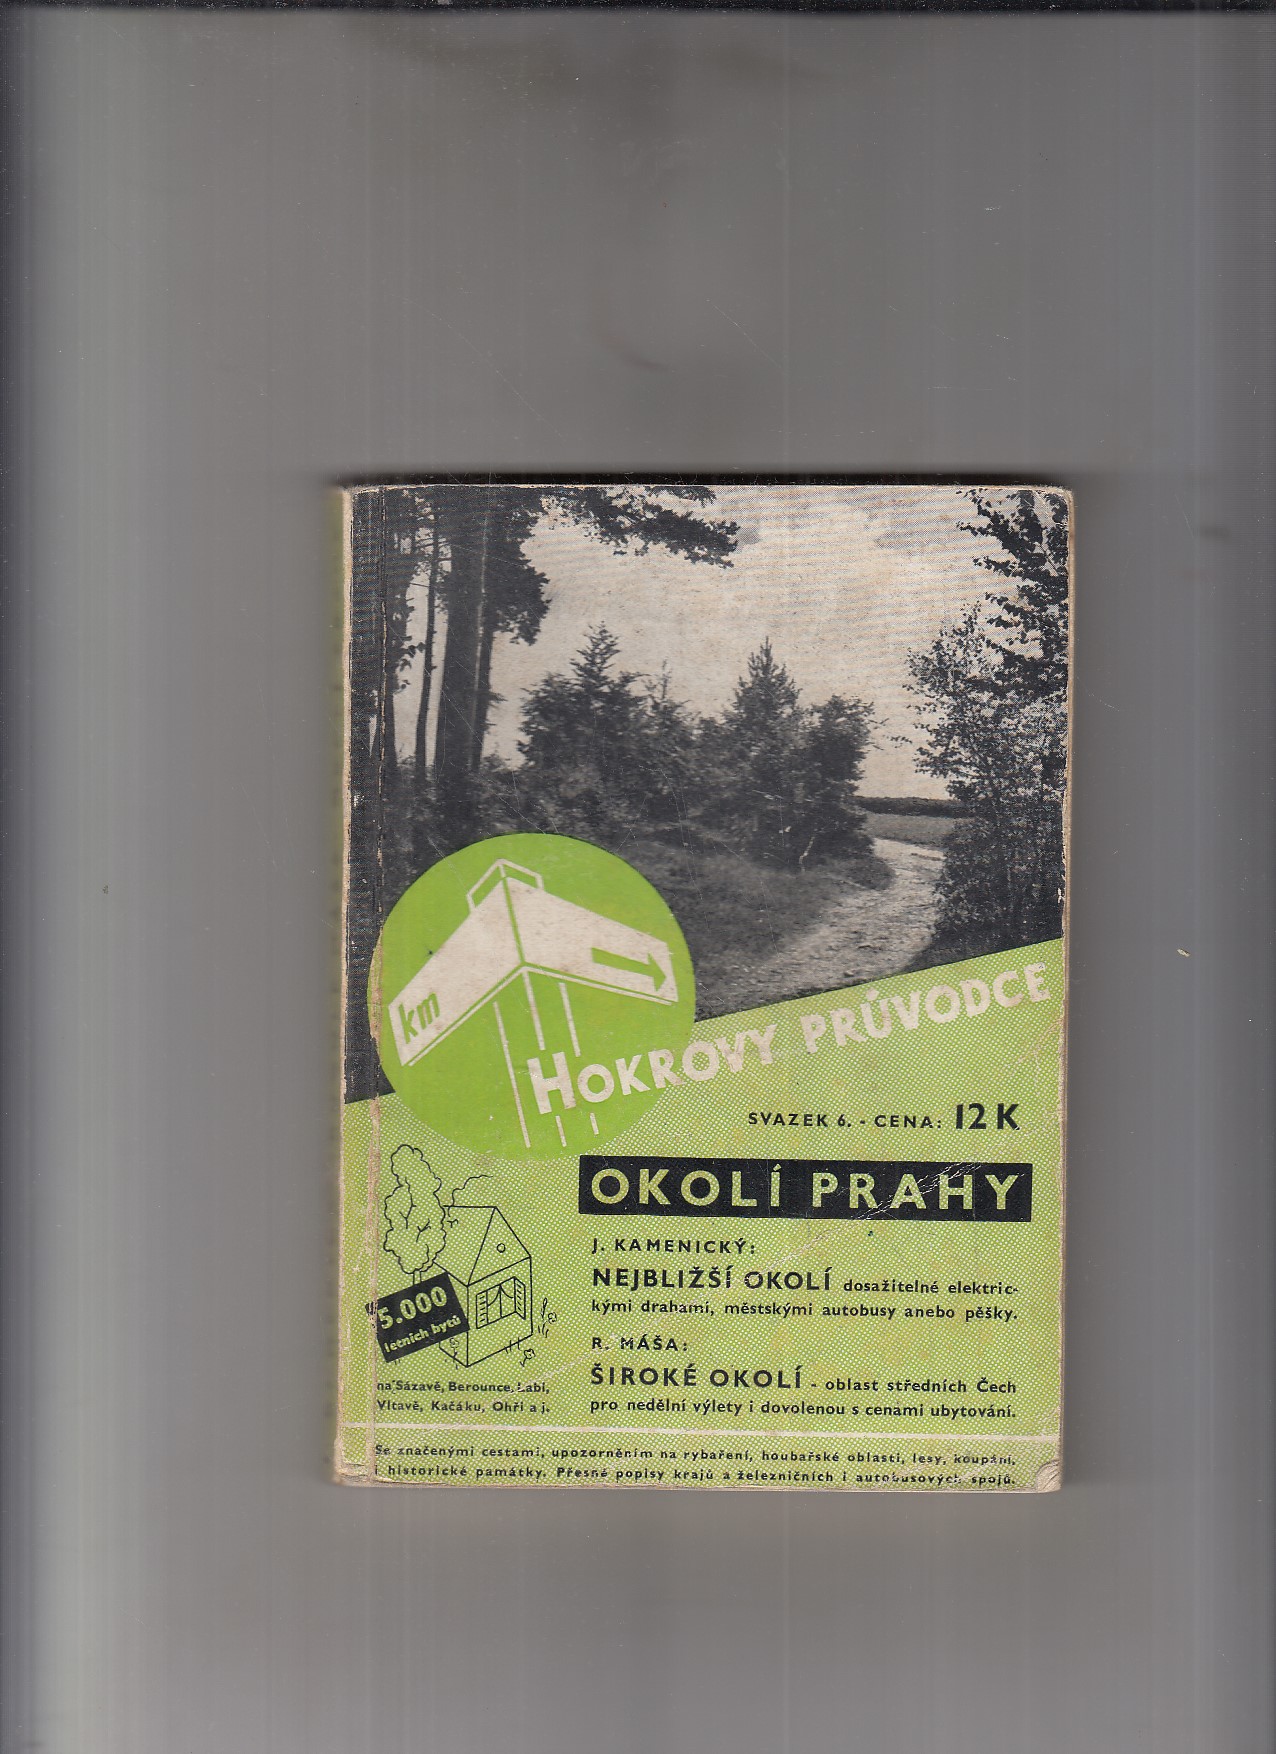 km
HOKROVY PRŮVODCE
SVAZEK 6. - CENA: 12 K
OKOLÍ PRAHY
J. KAMENICKÝ:
NEJBLIŽŠÍ OKOLÍ dosažitelné elektric-
kými drahami, městskými autobusy anebo pěšky.
R. MÁŠA:
ŠIROKÉ OKOLÍ - oblast středních Čech
pro nedělní výlety i dovolenou s cenami ubytování.
5.000
letních bytů
na Sázavě, Berounce, Labi,
Vltavě, Kačáku, Ohři a j.
Se značenými cestami, upozorněním na rybaření, houbařské oblasti, lesy, koupání,
i historické památky. Přesné popisy krajů a železničních i autobusových spojů.